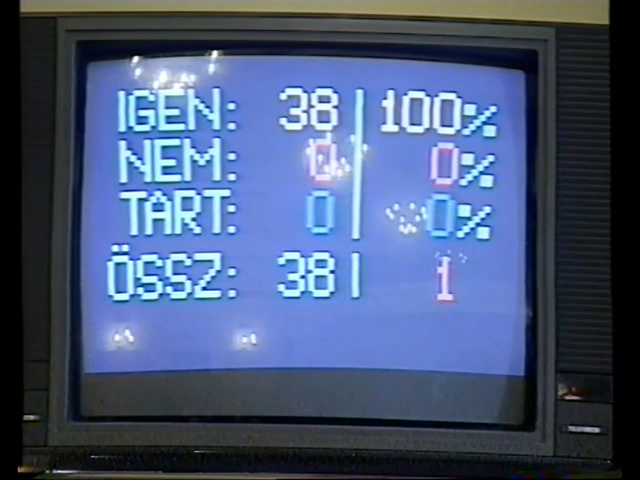 IGEN: 38 | 100%
NEM: 0 | 0%
TART: 0 | 0%
ÖSSZ: 38 | 1